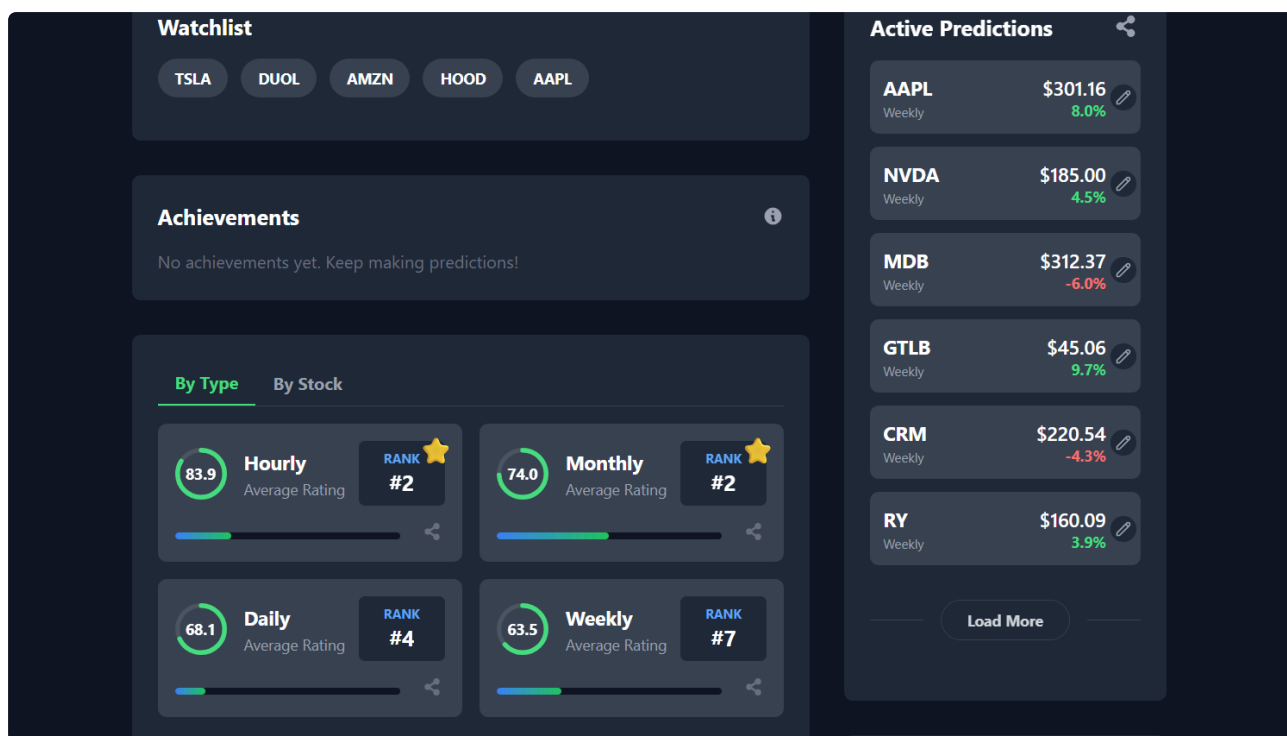 Watchlist
TSLA DUOL AMZN HOOD AAPL
Achievements
No achievements yet. Keep making predictions!
By Type By Stock
83.9 Hourly
Average Rating
RANK
#2
74.0 Monthly
Average Rating
RANK
#2
68.1 Daily
Average Rating
RANK
#4
63.5 Weekly
Average Rating
RANK
#7
Active Predictions
AAPL $301.16
Weekly 8.0%
NVDA $185.00
Weekly 4.5%
MDB $312.37
Weekly -6.0%
GTLB $45.06
Weekly 9.7%
CRM $220.54
Weekly -4.3%
RY $160.09
Weekly 3.9%
Load More